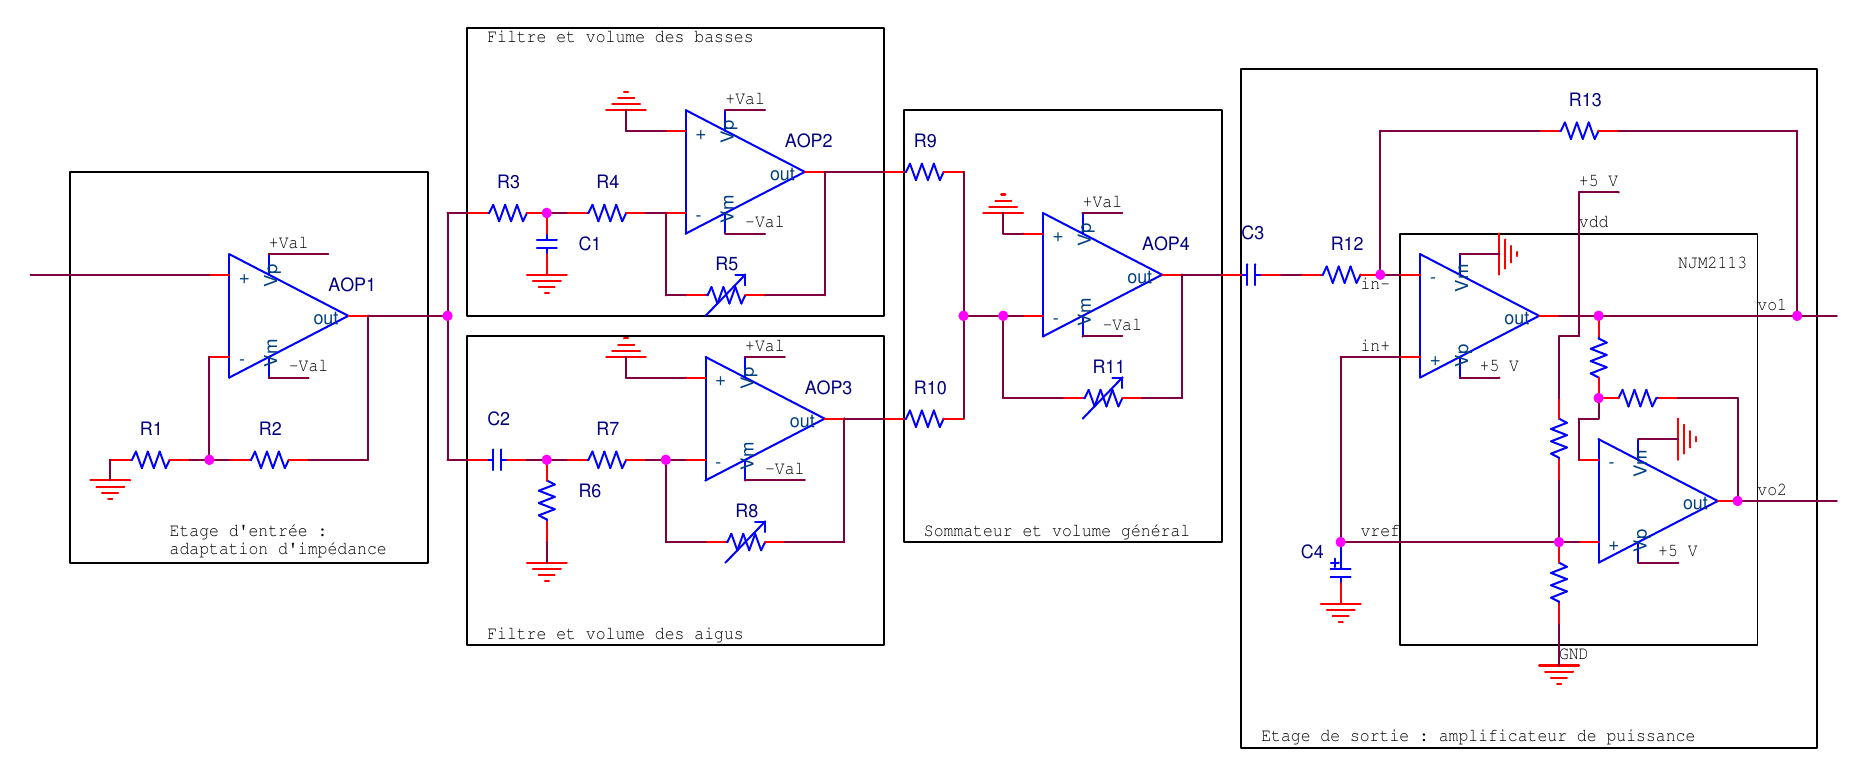 Filtre et volume des basses
+Val
Vp
AOP2
+
out
-
Vm
-Val
R3
R4
C1
R5
+Val
Vp
AOP1
+
out
-
Vm
-Val
R1
R2
Etage d'entrée :
adaptation d'impédance
+Val
Vp
AOP3
+
out
-
Vm
-Val
C2
R7
R6
R8
Filtre et volume des aigus
R9
R10
+Val
Vp
AOP4
+
out
-
Vm
-Val
R11
Sommateur et volume général
C3
R12
R13
+5 V
vdd
NJM2113
in-
-
Vm
out
vo1
in+
+
Vp
+5 V
-
Vm
out
vo2
vref
+
Vp
+5 V
C4
+
GND
Etage de sortie : amplificateur de puissance